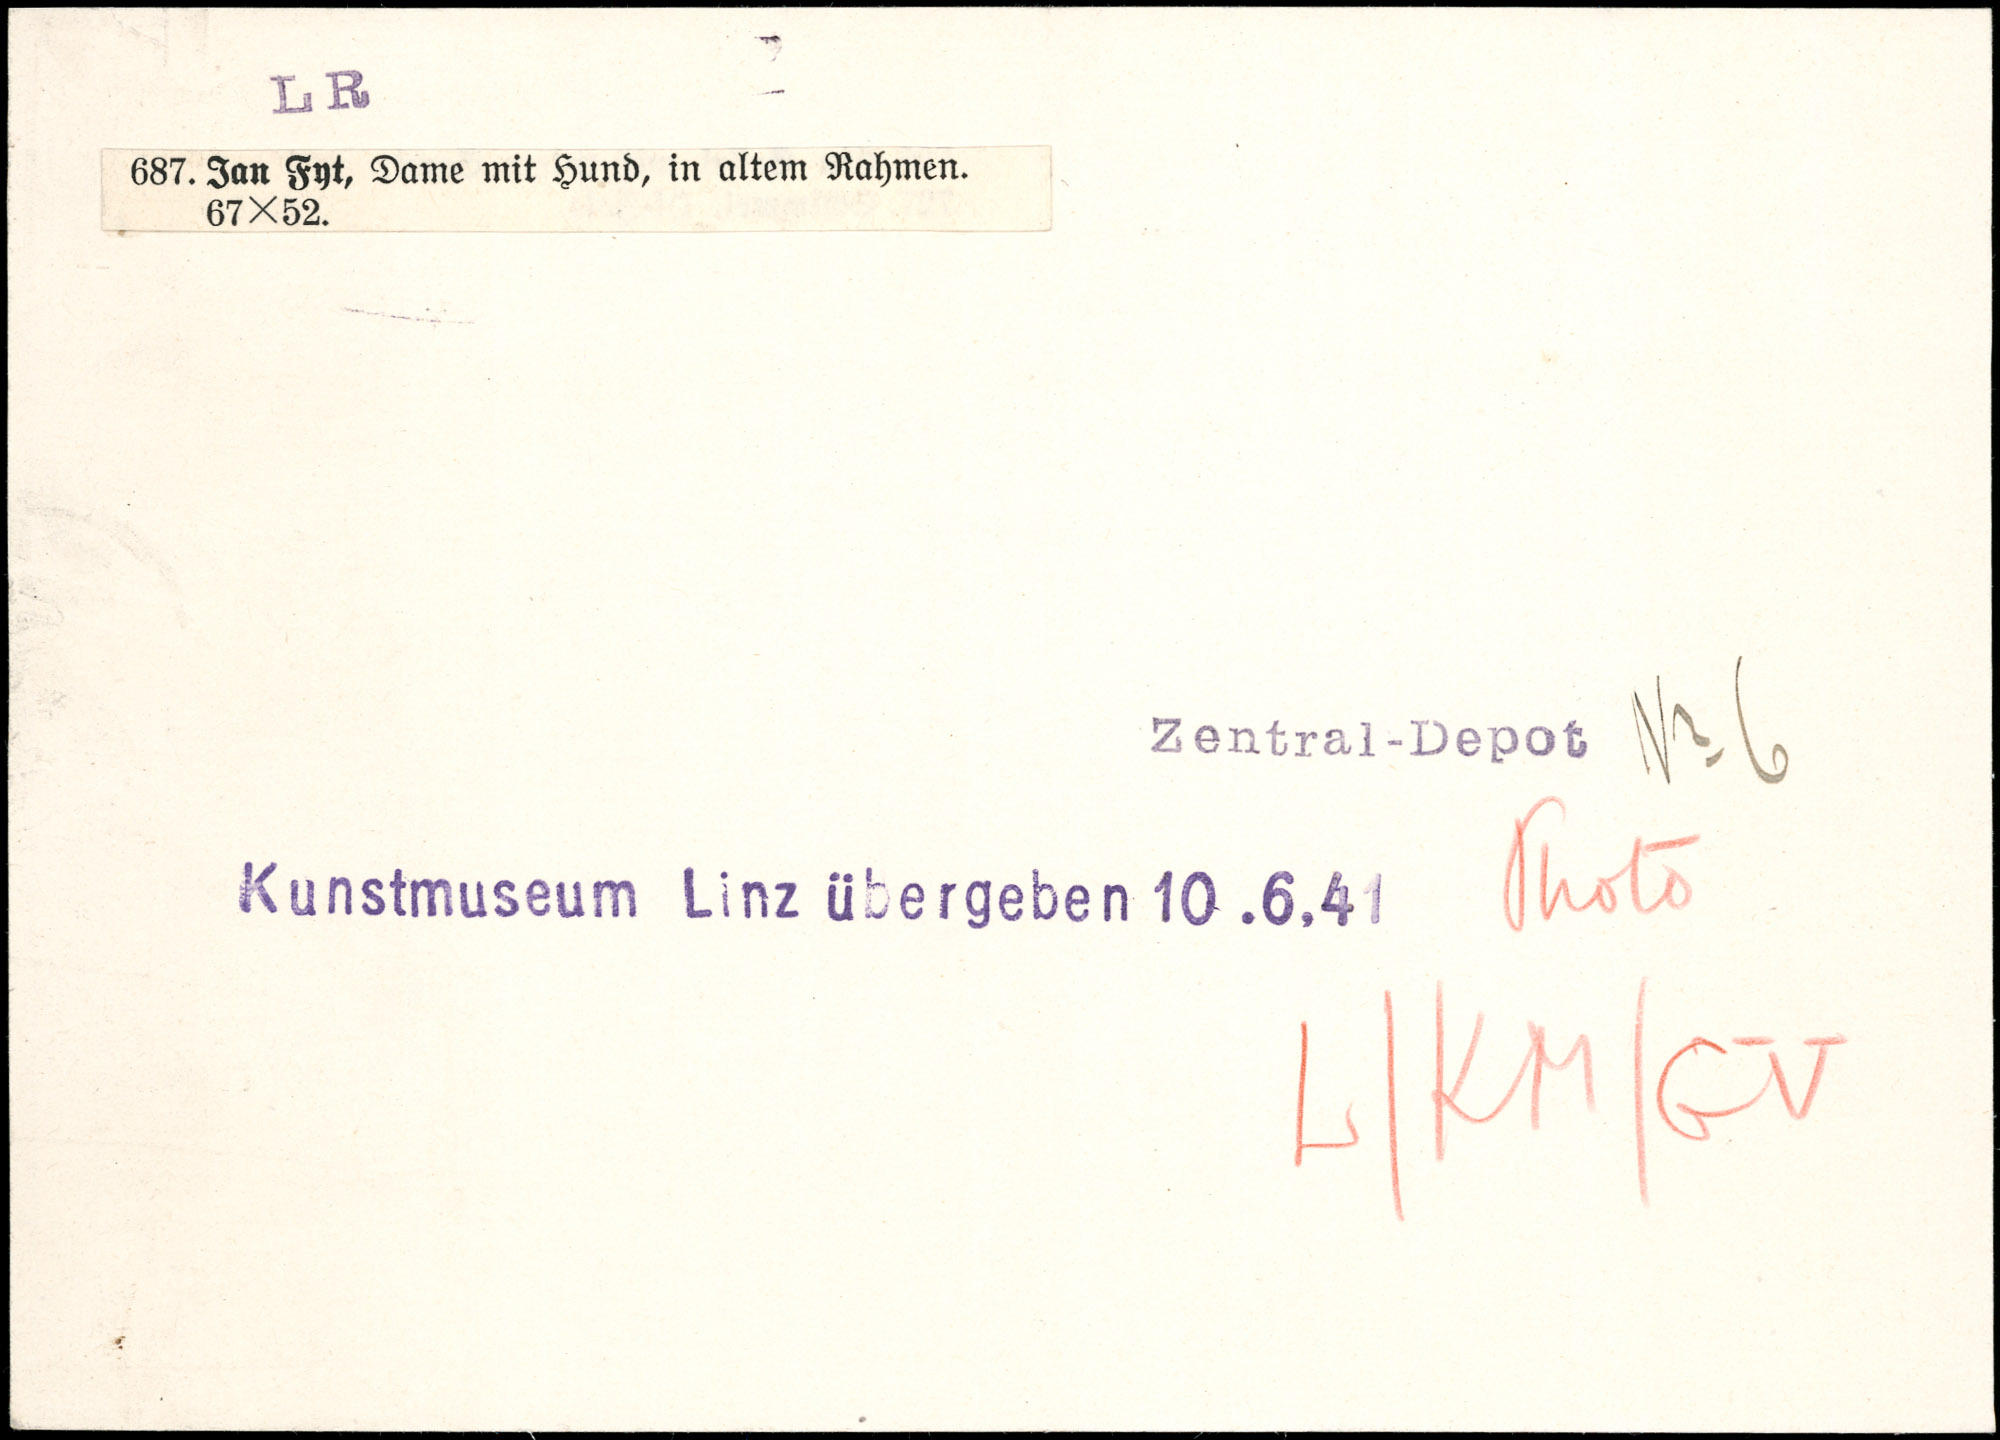 LR
687. Jan Fyt, Dame mit Hund, in altem Rahmen.
67×52.
Zentral-Depot Nr. 6
Photo
Kunstmuseum Linz übergeben 10.6.41
L/KM/GV